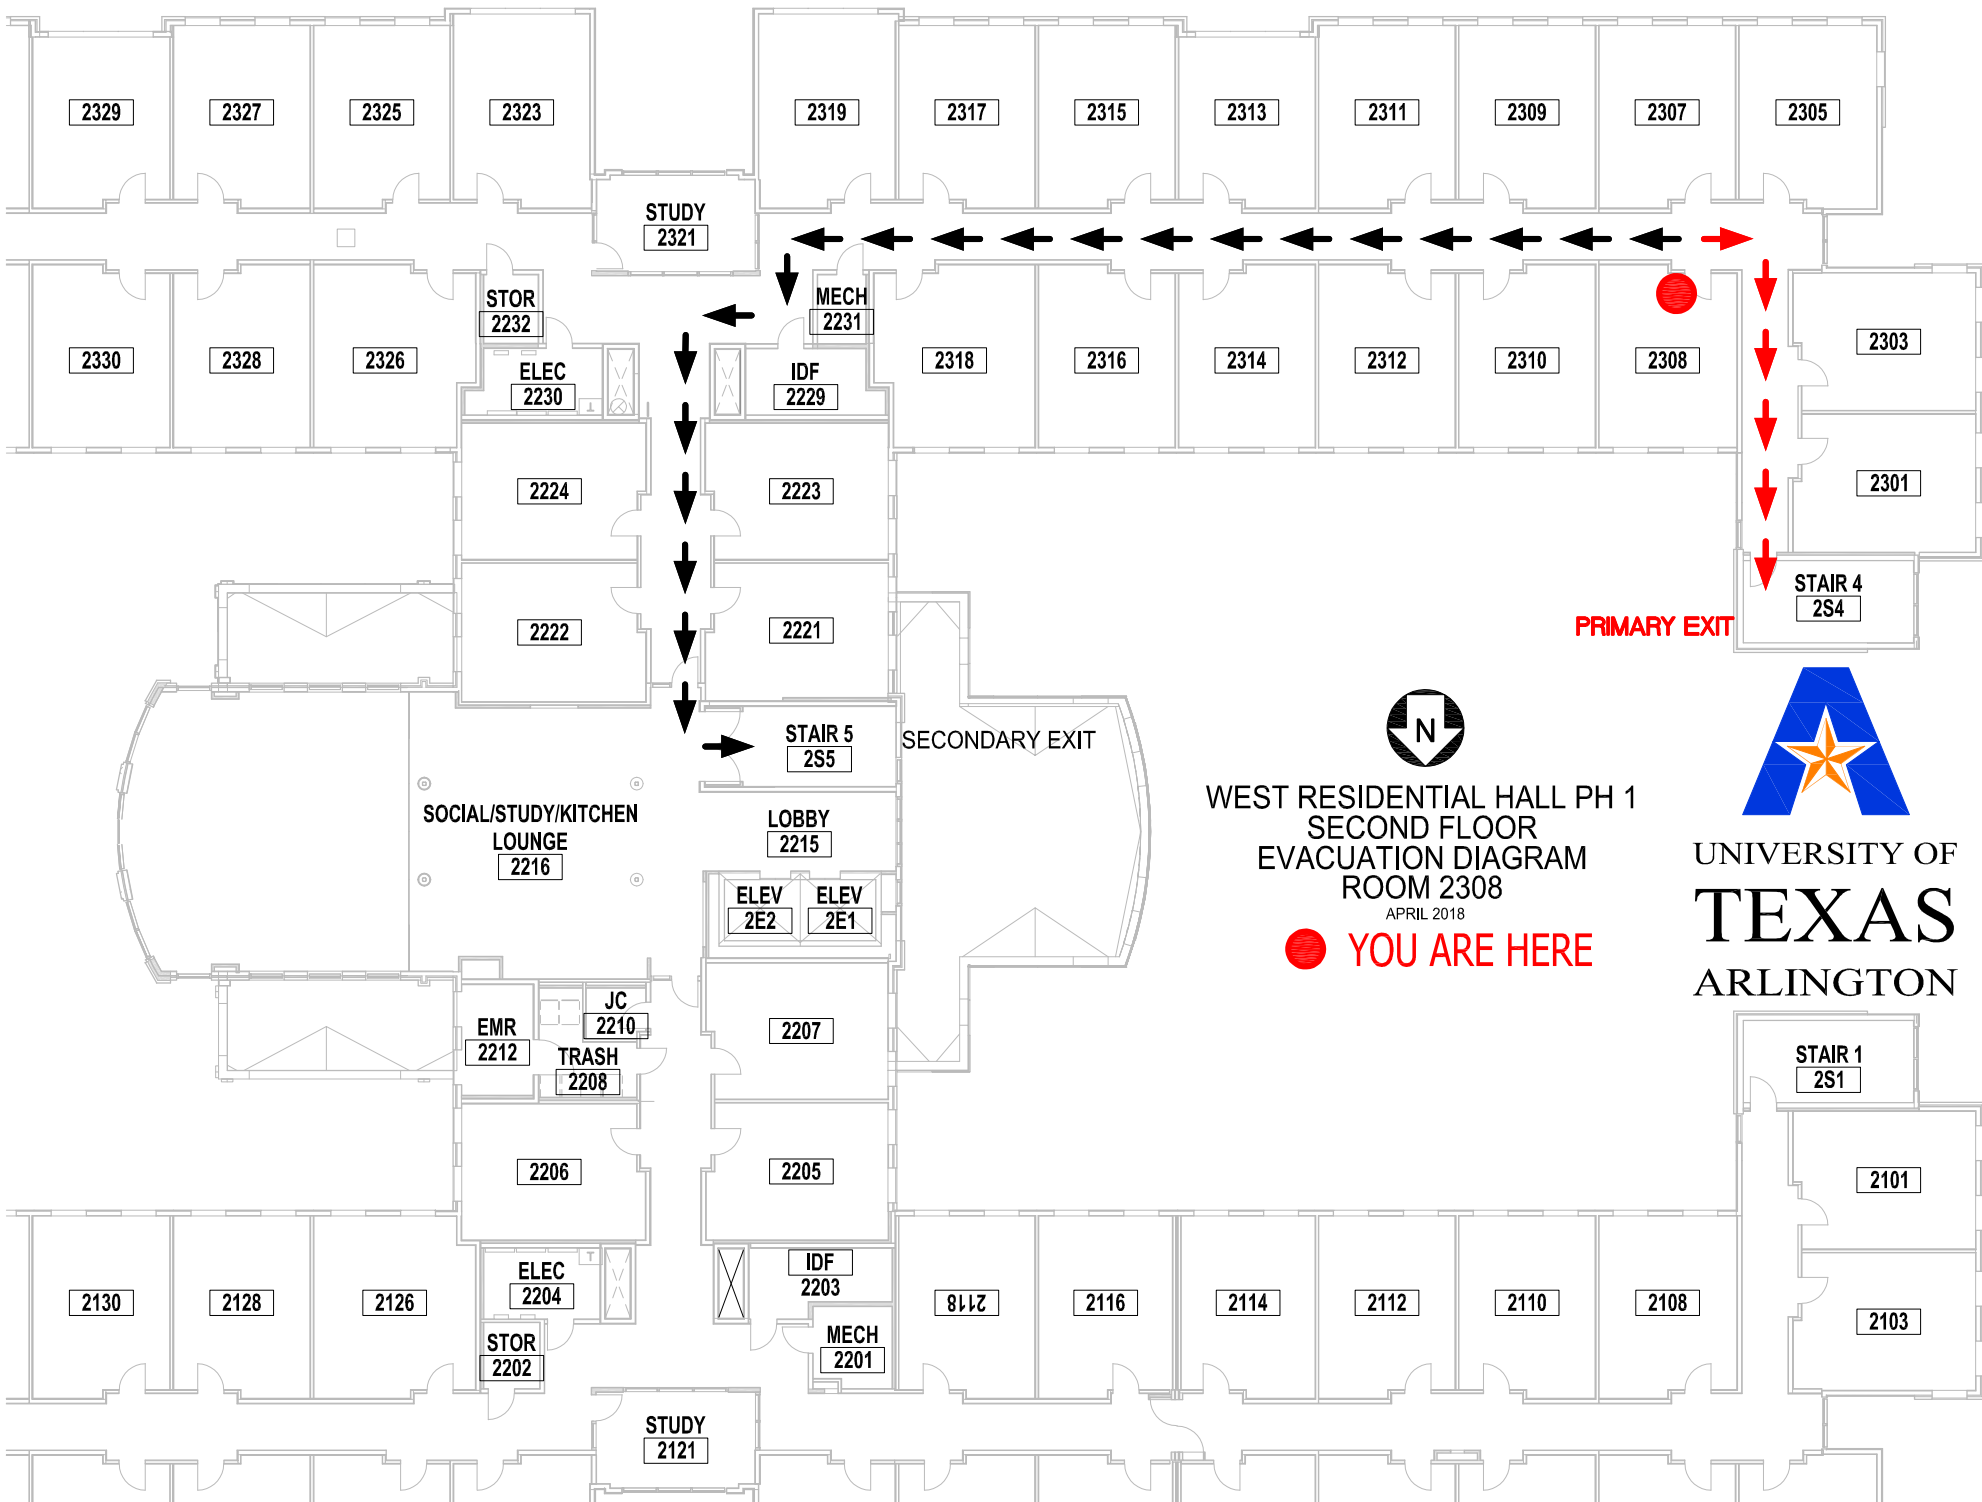 2329
2327
2325
2323
2319
2317
2315
2313
2311
2309
2307
2305
STUDY
2321
STOR
2232
MECH
2231
2330
2328
2326
ELEC
2230
IDF
2229
2318
2316
2314
2312
2310
2308
2303
2224
2223
2301
2222
2221
STAIR 4
2S4
PRIMARY EXIT
STAIR 5
2S5
SECONDARY EXIT
N
SOCIAL/STUDY/KITCHEN
LOUNGE
2216
LOBBY
2215
WEST RESIDENTIAL HALL PH 1
SECOND FLOOR
EVACUATION DIAGRAM
ROOM 2308
APRIL 2018
YOU ARE HERE
UNIVERSITY OF
TEXAS
ARLINGTON
ELEV
2E2
ELEV
2E1
EMR
2212
JC
2210
TRASH
2208
2207
STAIR 1
2S1
2206
2205
2101
ELEC
2204
T
IDF
2203
2130
2128
2126
2118
2116
2114
2112
2110
2108
2103
STOR
2202
MECH
2201
STUDY
2121